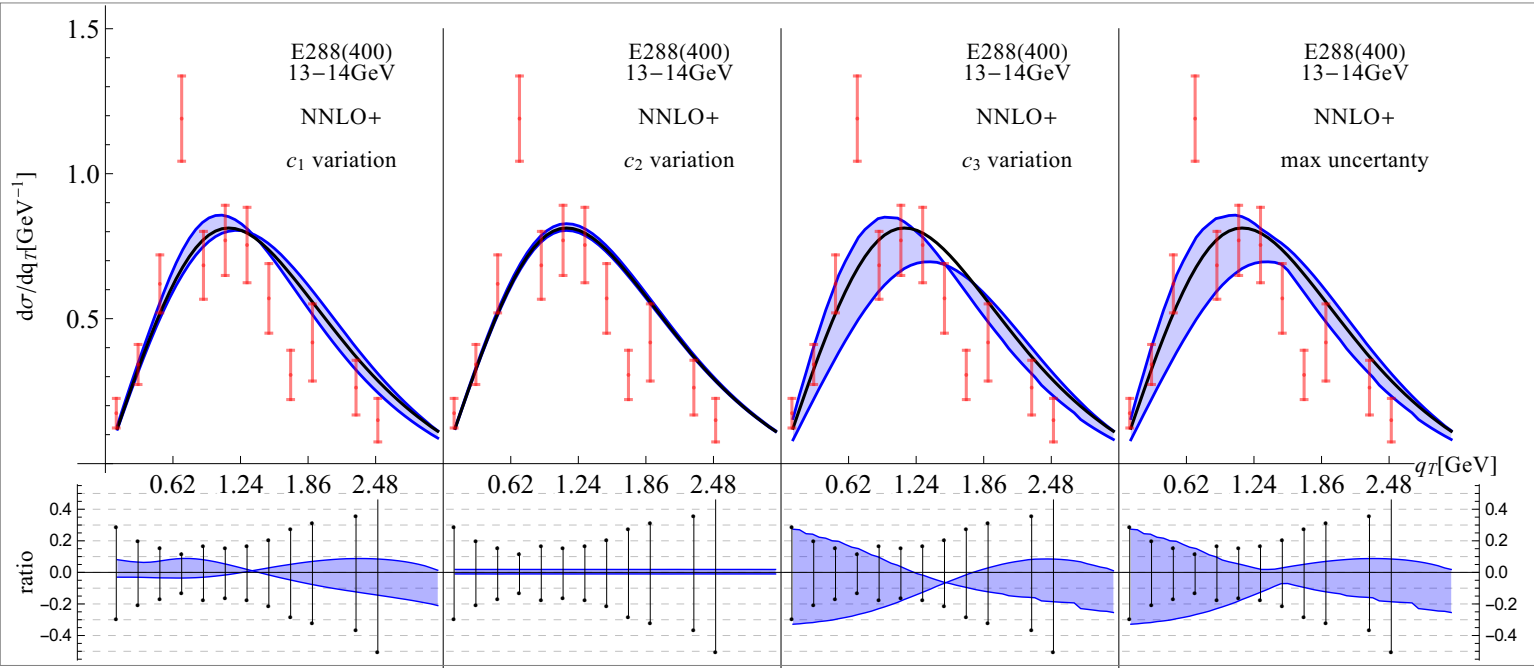 E288(400)
13−14GeV
NNLO+
c1 variation
E288(400)
13−14GeV
NNLO+
c2 variation
E288(400)
13−14GeV
NNLO+
c3 variation
E288(400)
13−14GeV
NNLO+
max uncertanty
1.5
1.0
0.5
dσ/dqT[GeV−1]
0.62 1.24 1.86 2.48
0.62 1.24 1.86 2.48
0.62 1.24 1.86 2.48
0.62 1.24 1.86 2.48
qT[GeV]
ratio
0.4
0.2
0.0
−0.2
−0.4
0.4
0.2
0.0
−0.2
−0.4